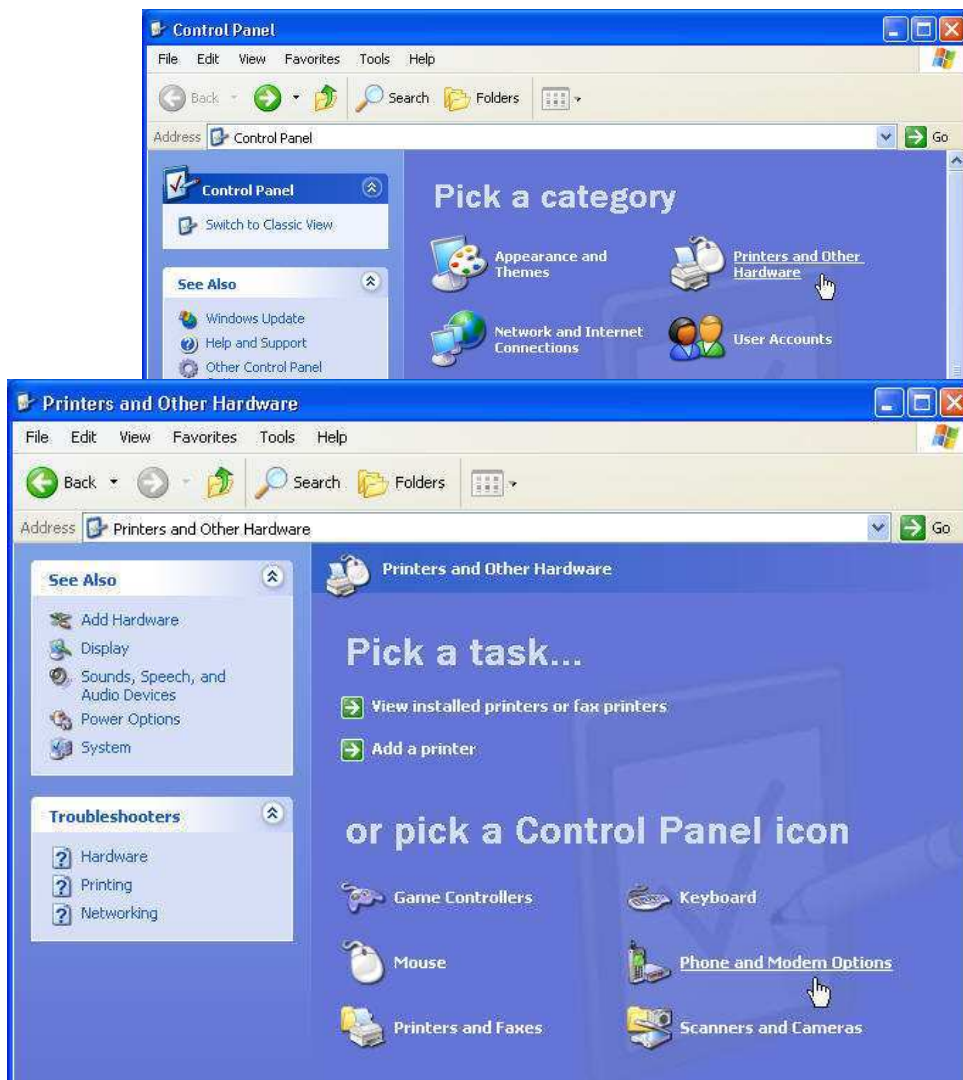 Control Panel
File Edit View Favorites Tools Help
Back Search Folders
Address Control Panel Go
Control Panel
Switch to Classic View
See Also
Windows Update
Help and Support
Other Control Panel
Pick a category
Appearance and
Themes
Printers and Other
Hardware
Network and Internet
Connections
User Accounts
Printers and Other Hardware
File Edit View Favorites Tools Help
Back Search Folders
Address Printers and Other Hardware Go
See Also
Add Hardware
Display
Sounds, Speech, and
Audio Devices
Power Options
System
Troubleshooters
Hardware
Printing
Networking
Printers and Other Hardware
Pick a task...
View installed printers or fax printers
Add a printer
or pick a Control Panel icon
Game Controllers
Keyboard
Mouse
Phone and Modem Options
Printers and Faxes
Scanners and Cameras